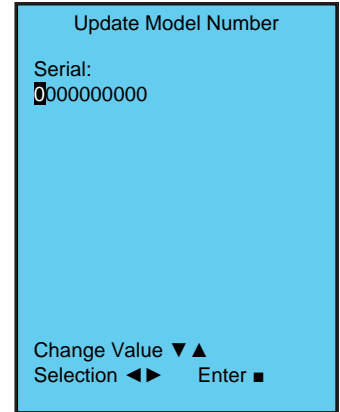 Update Model Number
Serial:
0000000000
Change Value ▼▲
Selection ◄► Enter ■